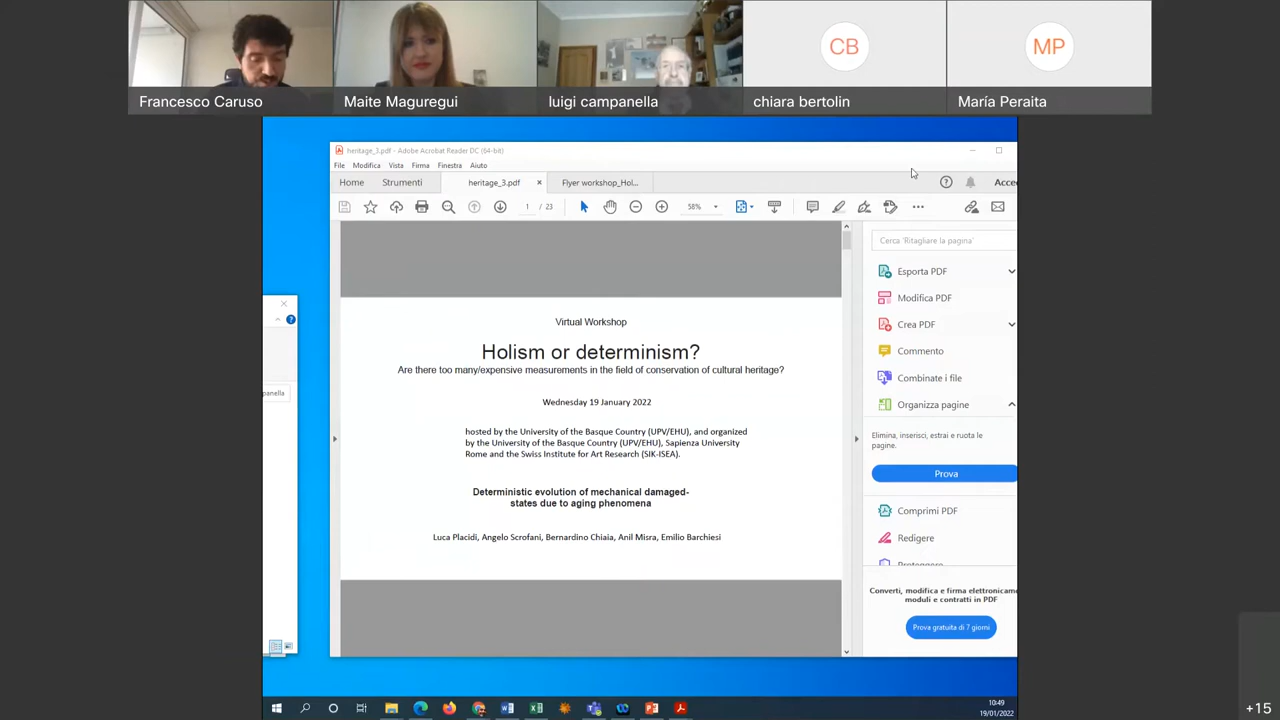 CB
MP
Francesco Caruso
Maite Maguregui
luigi campanella
chiara bertolin
María Peraita
heritage_3.pdf - Adobe Acrobat Reader DC (64-bit)
File Modifica Vista Firma Finestra Aiuto
Home Strumenti heritage_3.pdf × Flyer workshop_Hol... Acced
1 / 23 58%
Cerca 'Ritagliare la pagina'
Esporta PDF
Modifica PDF
Crea PDF
Commento
Combinate i file
Organizza pagine
Elimina, inserisci, estrai e ruota le
pagine.
Prova
Comprimi PDF
Redigere
Proteggere
Converti, modifica e firma elettronicam
moduli e contratti in PDF
Prova gratuita di 7 giorni
panella
Virtual Workshop
Holism or determinism?
Are there too many/expensive measurements in the field of conservation of cultural heritage?
Wednesday 19 January 2022
hosted by the University of the Basque Country (UPV/EHU), and organized
by the University of the Basque Country (UPV/EHU), Sapienza University
Rome and the Swiss Institute for Art Research (SIK-ISEA).
Deterministic evolution of mechanical damaged-
states due to aging phenomena
Luca Placidi, Angelo Scrofani, Bernardino Chiaia, Anil Misra, Emilio Barchiesi
10:49
19/01/2022
+15